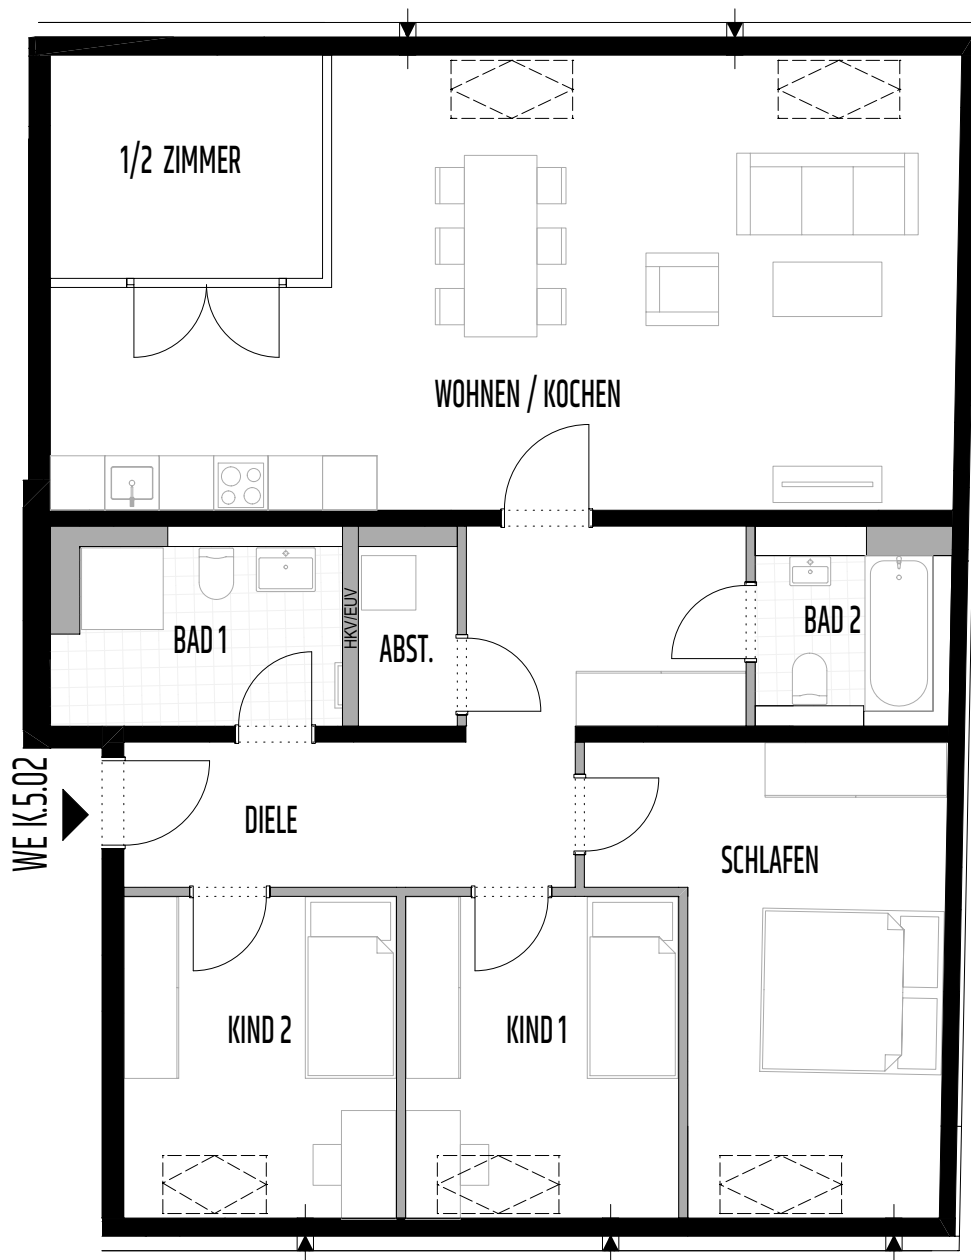 1/2 ZIMMER
WOHNEN / KOCHEN
BAD 1
HKV/EUV
ABST.
BAD 2
WE IK.5.02
DIELE
SCHLAFEN
KIND 2
KIND 1